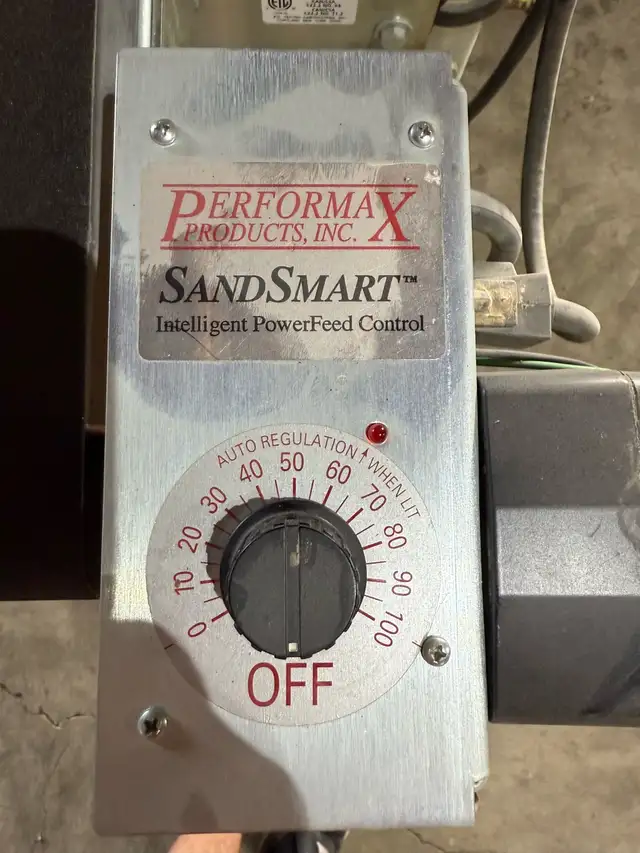 PERFORMAX
PRODUCTS, INC.
SANDSMART™
Intelligent PowerFeed Control
AUTO REGULATION ↑ WHEN LIT
0 10 20 30 40 50 60 70 80 90 100
OFF